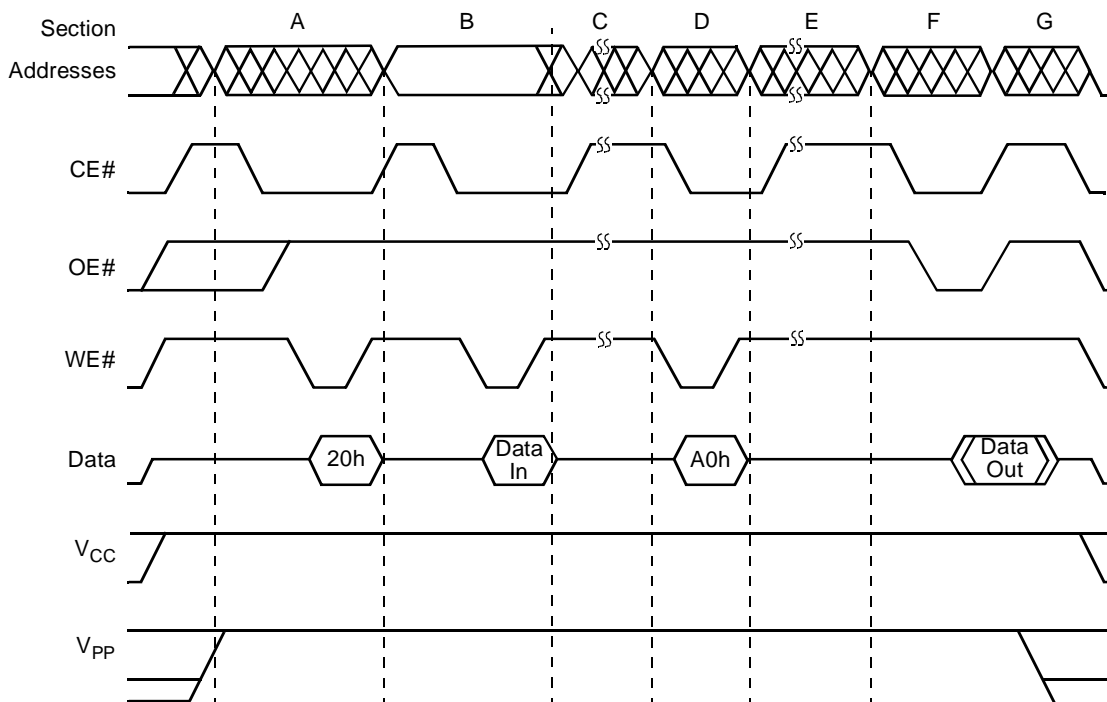 Section A B C D E F G
Addresses
CE#
OE#
WE#
Data 20h Data In A0h Data Out
VCC
VPP